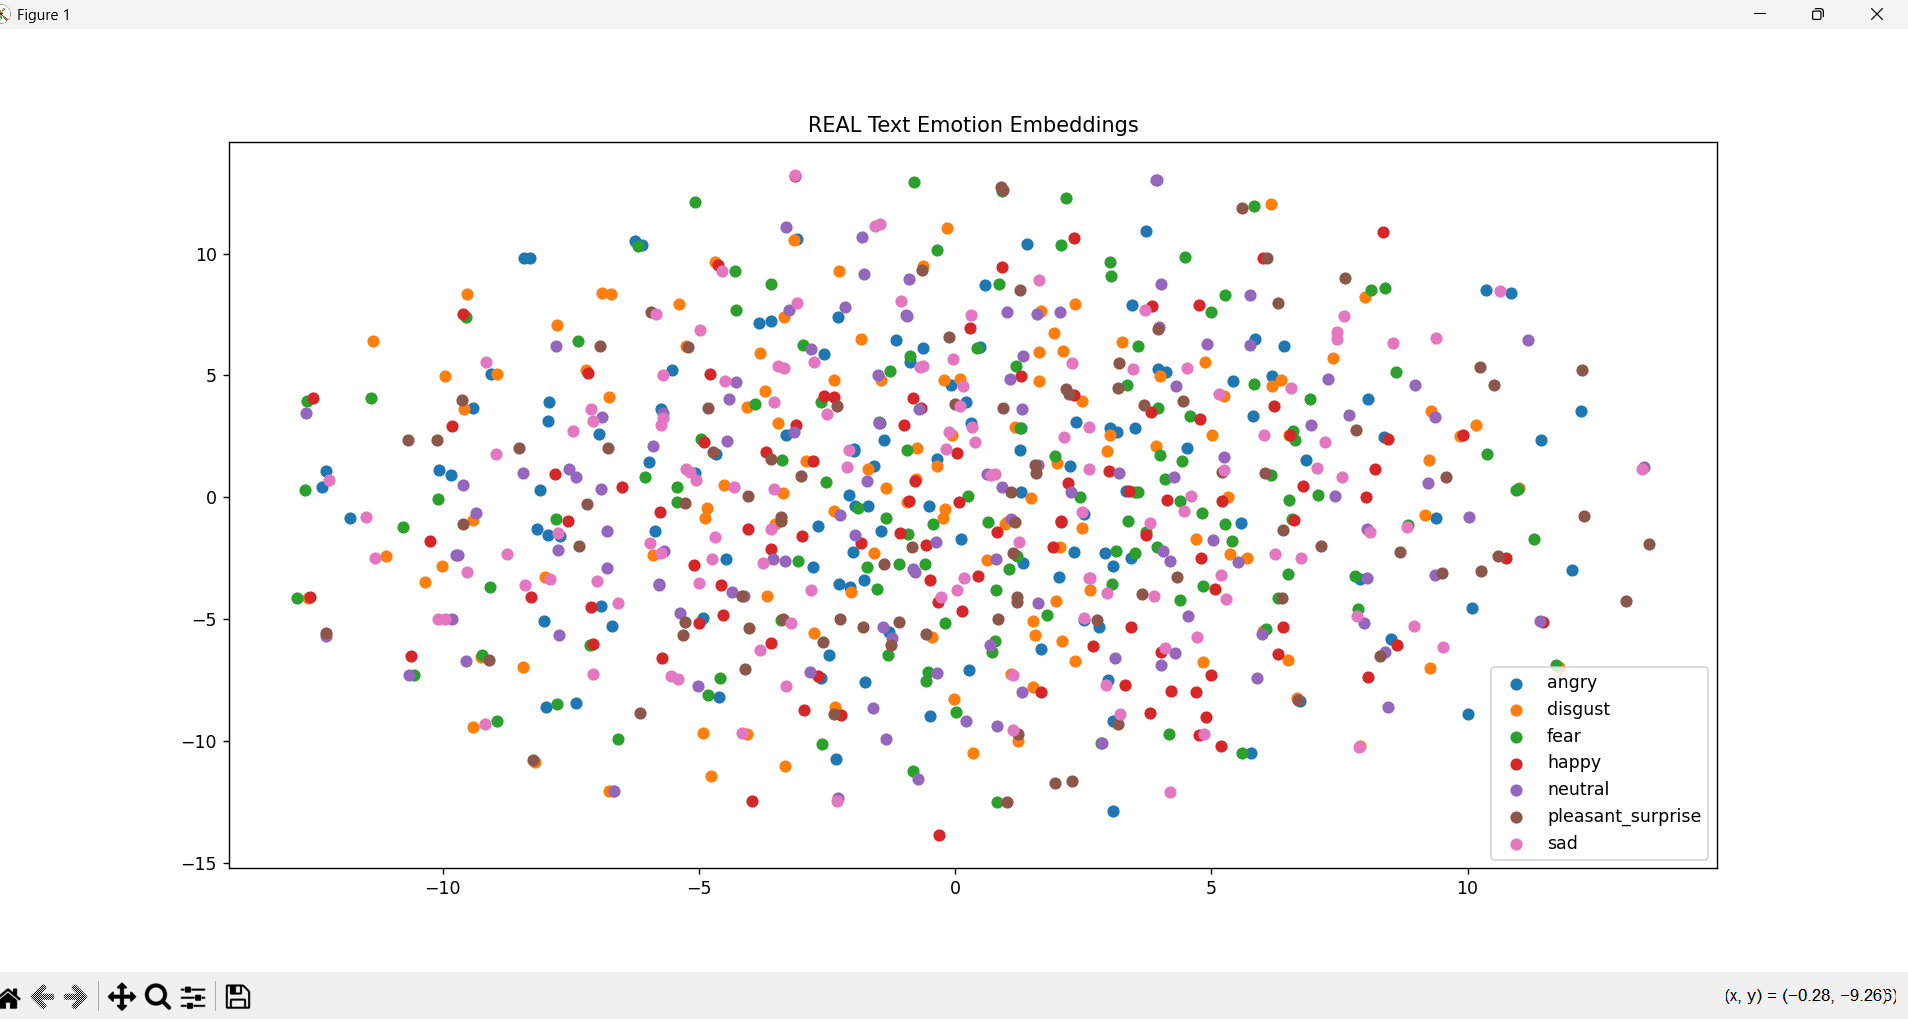 Figure 1
REAL Text Emotion Embeddings
10
5
0
−5
−10
−15
−10
−5
0
5
10
angry
disgust
fear
happy
neutral
pleasant_surprise
sad
(x, y) = (−0.28, −9.26